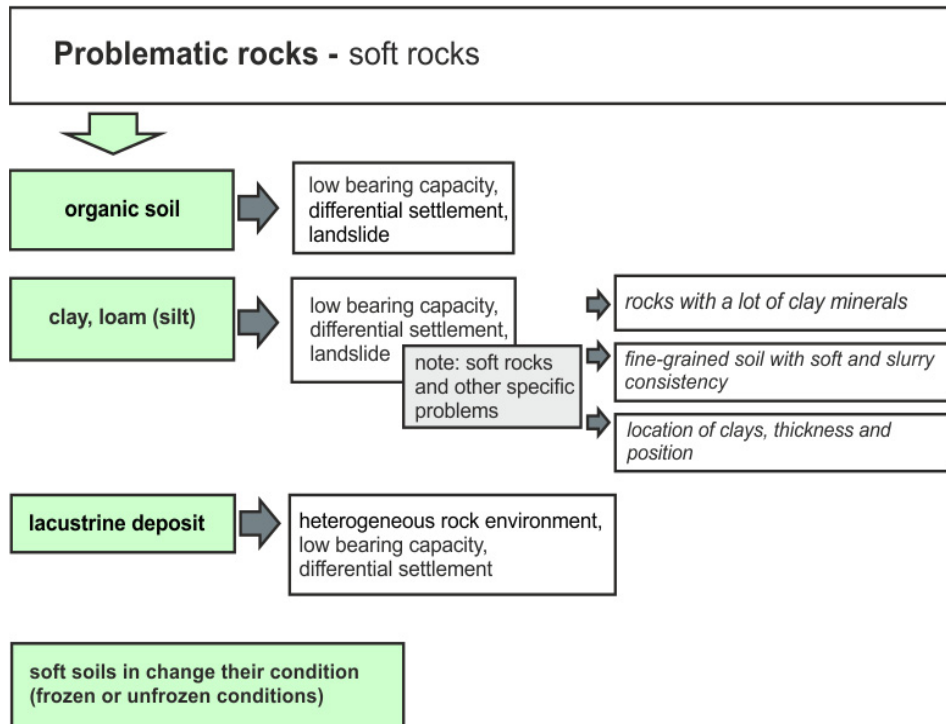 Problematic rocks - soft rocks
organic soil
low bearing capacity,
differential settlement,
landslide
clay, loam (silt)
low bearing capacity,
differential settlement,
landslide
note: soft rocks
and other specific
problems
rocks with a lot of clay minerals
fine-grained soil with soft and slurry
consistency
location of clays, thickness and
position
lacustrine deposit
heterogeneous rock environment,
low bearing capacity,
differential settlement
soft soils in change their condition
(frozen or unfrozen conditions)